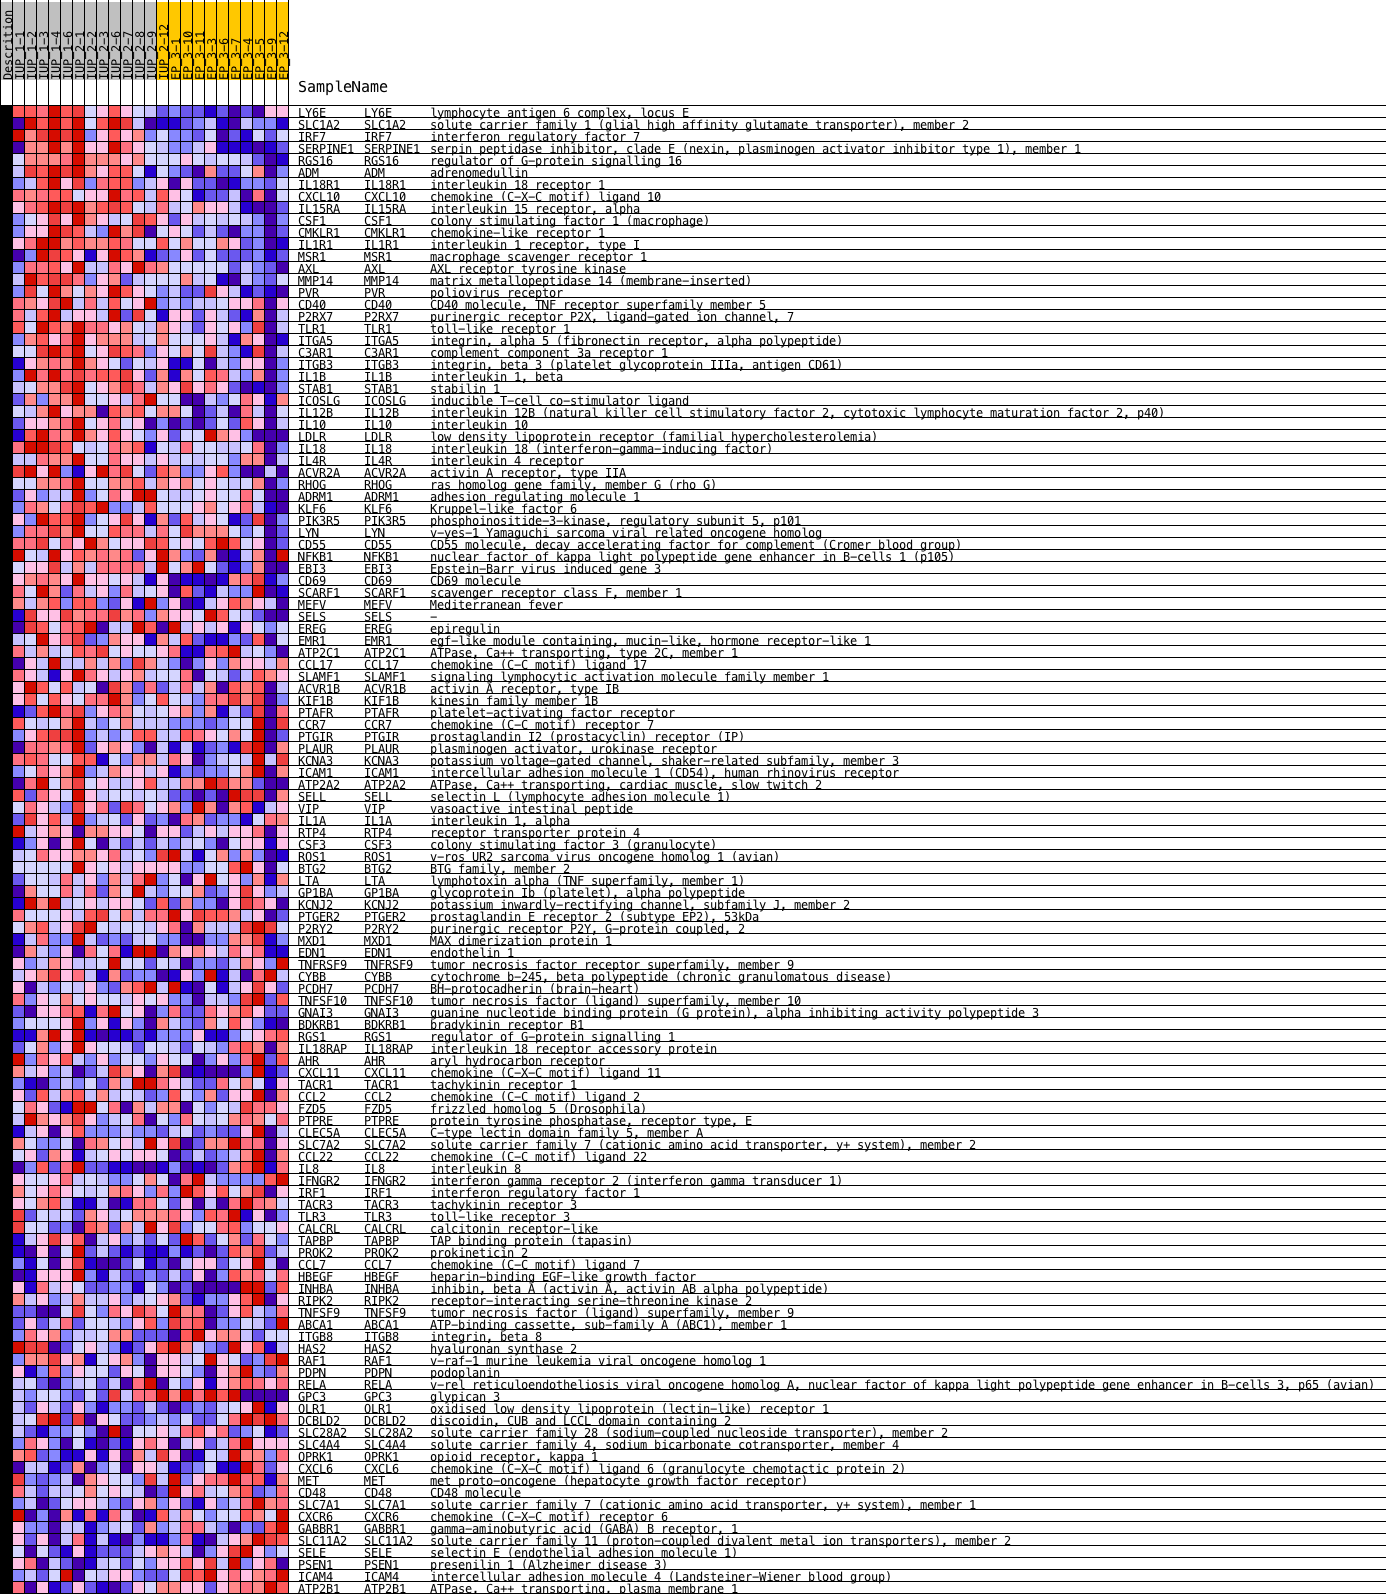 Descrition
IUP_1-1
IUP_1-2
IUP_1-3
IUP_1-4
IUP_1-6
IUP_2-1
IUP_2-2
IUP_2-3
IUP_2-6
IUP_2-7
IUP_2-8
IUP_2-9
IUP_2-12
EP_3-1
EP_3-10
EP_3-11
EP_3-3
EP_3-6
EP_3-7
EP_3-4
EP_3-5
EP_3-9
EP_3-12
SampleName
LY6E LY6E lymphocyte antigen 6 complex, locus E
SLC1A2 SLC1A2 solute carrier family 1 (glial high affinity glutamate transporter), member 2
IRF7 IRF7 interferon regulatory factor 7
SERPINE1 SERPINE1 serpin peptidase inhibitor, clade E (nexin, plasminogen activator inhibitor type 1), member 1
RGS16 RGS16 regulator of G-protein signalling 16
ADM ADM adrenomedullin
IL18R1 IL18R1 interleukin 18 receptor 1
CXCL10 CXCL10 chemokine (C-X-C motif) ligand 10
IL15RA IL15RA interleukin 15 receptor, alpha
CSF1 CSF1 colony stimulating factor 1 (macrophage)
CMKLR1 CMKLR1 chemokine-like receptor 1
IL1R1 IL1R1 interleukin 1 receptor, type I
MSR1 MSR1 macrophage scavenger receptor 1
AXL AXL AXL receptor tyrosine kinase
MMP14 MMP14 matrix metallopeptidase 14 (membrane-inserted)
PVR PVR poliovirus receptor
CD40 CD40 CD40 molecule, TNF receptor superfamily member 5
P2RX7 P2RX7 purinergic receptor P2X, ligand-gated ion channel, 7
TLR1 TLR1 toll-like receptor 1
ITGA5 ITGA5 integrin, alpha 5 (fibronectin receptor, alpha polypeptide)
C3AR1 C3AR1 complement component 3a receptor 1
ITGB3 ITGB3 integrin, beta 3 (platelet glycoprotein IIIa, antigen CD61)
IL1B IL1B interleukin 1, beta
STAB1 STAB1 stabilin 1
ICOSLG ICOSLG inducible T-cell co-stimulator ligand
IL12B IL12B interleukin 12B (natural killer cell stimulatory factor 2, cytotoxic lymphocyte maturation factor 2, p40)
IL10 IL10 interleukin 10
LDLR LDLR low density lipoprotein receptor (familial hypercholesterolemia)
IL18 IL18 interleukin 18 (interferon-gamma-inducing factor)
IL4R IL4R interleukin 4 receptor
ACVR2A ACVR2A activin A receptor, type IIA
RHOG RHOG ras homolog gene family, member G (rho G)
ADRM1 ADRM1 adhesion regulating molecule 1
KLF6 KLF6 Kruppel-like factor 6
PIK3R5 PIK3R5 phosphoinositide-3-kinase, regulatory subunit 5, p101
LYN LYN v-yes-1 Yamaguchi sarcoma viral related oncogene homolog
CD55 CD55 CD55 molecule, decay accelerating factor for complement (Cromer blood group)
NFKB1 NFKB1 nuclear factor of kappa light polypeptide gene enhancer in B-cells 1 (p105)
EBI3 EBI3 Epstein-Barr virus induced gene 3
CD69 CD69 CD69 molecule
SCARF1 SCARF1 scavenger receptor class F, member 1
MEFV MEFV Mediterranean fever
SELS SELS -
EREG EREG epiregulin
EMR1 EMR1 egf-like module containing, mucin-like, hormone receptor-like 1
ATP2C1 ATP2C1 ATPase, Ca++ transporting, type 2C, member 1
CCL17 CCL17 chemokine (C-C motif) ligand 17
SLAMF1 SLAMF1 signaling lymphocytic activation molecule family member 1
ACVR1B ACVR1B activin A receptor, type IB
KIF1B KIF1B kinesin family member 1B
PTAFR PTAFR platelet-activating factor receptor
CCR7 CCR7 chemokine (C-C motif) receptor 7
PTGIR PTGIR prostaglandin I2 (prostacyclin) receptor (IP)
PLAUR PLAUR plasminogen activator, urokinase receptor
KCNA3 KCNA3 potassium voltage-gated channel, shaker-related subfamily, member 3
ICAM1 ICAM1 intercellular adhesion molecule 1 (CD54), human rhinovirus receptor
ATP2A2 ATP2A2 ATPase, Ca++ transporting, cardiac muscle, slow twitch 2
SELL SELL selectin L (lymphocyte adhesion molecule 1)
VIP VIP vasoactive intestinal peptide
IL1A IL1A interleukin 1, alpha
RTP4 RTP4 receptor transporter protein 4
CSF3 CSF3 colony stimulating factor 3 (granulocyte)
ROS1 ROS1 v-ros UR2 sarcoma virus oncogene homolog 1 (avian)
BTG2 BTG2 BTG family, member 2
LTA LTA lymphotoxin alpha (TNF superfamily, member 1)
GP1BA GP1BA glycoprotein Ib (platelet), alpha polypeptide
KCNJ2 KCNJ2 potassium inwardly-rectifying channel, subfamily J, member 2
PTGER2 PTGER2 prostaglandin E receptor 2 (subtype EP2), 53kDa
P2RY2 P2RY2 purinergic receptor P2Y, G-protein coupled, 2
MXD1 MXD1 MAX dimerization protein 1
EDN1 EDN1 endothelin 1
TNFRSF9 TNFRSF9 tumor necrosis factor receptor superfamily, member 9
CYBB CYBB cytochrome b-245, beta polypeptide (chronic granulomatous disease)
PCDH7 PCDH7 BH-protocadherin (brain-heart)
TNFSF10 TNFSF10 tumor necrosis factor (ligand) superfamily, member 10
GNAI3 GNAI3 guanine nucleotide binding protein (G protein), alpha inhibiting activity polypeptide 3
BDKRB1 BDKRB1 bradykinin receptor B1
RGS1 RGS1 regulator of G-protein signalling 1
IL18RAP IL18RAP interleukin 18 receptor accessory protein
AHR AHR aryl hydrocarbon receptor
CXCL11 CXCL11 chemokine (C-X-C motif) ligand 11
TACR1 TACR1 tachykinin receptor 1
CCL2 CCL2 chemokine (C-C motif) ligand 2
FZD5 FZD5 frizzled homolog 5 (Drosophila)
PTPRE PTPRE protein tyrosine phosphatase, receptor type, E
CLEC5A CLEC5A C-type lectin domain family 5, member A
SLC7A2 SLC7A2 solute carrier family 7 (cationic amino acid transporter, y+ system), member 2
CCL22 CCL22 chemokine (C-C motif) ligand 22
IL8 IL8 interleukin 8
IFNGR2 IFNGR2 interferon gamma receptor 2 (interferon gamma transducer 1)
IRF1 IRF1 interferon regulatory factor 1
TACR3 TACR3 tachykinin receptor 3
TLR3 TLR3 toll-like receptor 3
CALCRL CALCRL calcitonin receptor-like
TAPBP TAPBP TAP binding protein (tapasin)
PROK2 PROK2 prokineticin 2
CCL7 CCL7 chemokine (C-C motif) ligand 7
HBEGF HBEGF heparin-binding EGF-like growth factor
INHBA INHBA inhibin, beta A (activin A, activin AB alpha polypeptide)
RIPK2 RIPK2 receptor-interacting serine-threonine kinase 2
TNFSF9 TNFSF9 tumor necrosis factor (ligand) superfamily, member 9
ABCA1 ABCA1 ATP-binding cassette, sub-family A (ABC1), member 1
ITGB8 ITGB8 integrin, beta 8
HAS2 HAS2 hyaluronan synthase 2
RAF1 RAF1 v-raf-1 murine leukemia viral oncogene homolog 1
PDPN PDPN podoplanin
RELA RELA v-rel reticuloendotheliosis viral oncogene homolog A, nuclear factor of kappa light polypeptide gene enhancer in B-cells 3, p65 (avian)
GPC3 GPC3 glypican 3
OLR1 OLR1 oxidised low density lipoprotein (lectin-like) receptor 1
DCBLD2 DCBLD2 discoidin, CUB and LCCL domain containing 2
SLC28A2 SLC28A2 solute carrier family 28 (sodium-coupled nucleoside transporter), member 2
SLC4A4 SLC4A4 solute carrier family 4, sodium bicarbonate cotransporter, member 4
OPRK1 OPRK1 opioid receptor, kappa 1
CXCL6 CXCL6 chemokine (C-X-C motif) ligand 6 (granulocyte chemotactic protein 2)
MET MET met proto-oncogene (hepatocyte growth factor receptor)
CD48 CD48 CD48 molecule
SLC7A1 SLC7A1 solute carrier family 7 (cationic amino acid transporter, y+ system), member 1
CXCR6 CXCR6 chemokine (C-X-C motif) receptor 6
GABBR1 GABBR1 gamma-aminobutyric acid (GABA) B receptor, 1
SLC11A2 SLC11A2 solute carrier family 11 (proton-coupled divalent metal ion transporters), member 2
SELE SELE selectin E (endothelial adhesion molecule 1)
PSEN1 PSEN1 presenilin 1 (Alzheimer disease 3)
ICAM4 ICAM4 intercellular adhesion molecule 4 (Landsteiner-Wiener blood group)
ATP2B1 ATP2B1 ATPase, Ca++ transporting, plasma membrane 1